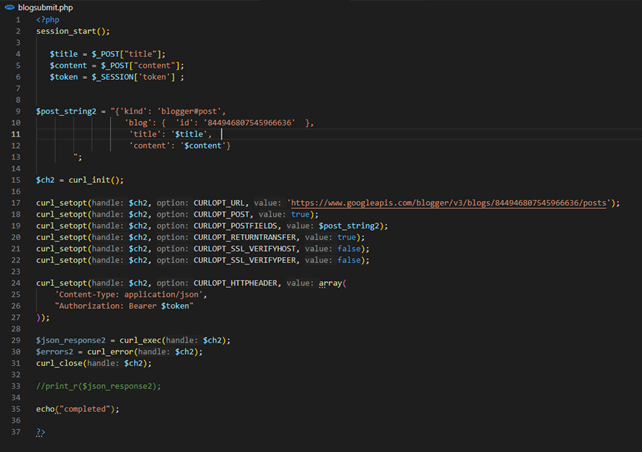 blogsubmit.php
1 <?php
2 session_start();
3
4 $title = $_POST["title"];
5 $content = $_POST["content"];
6 $token = $_SESSION['token'] ;
7
8
9 $post_string2 = "{'kind': 'blogger#post',
10 'blog': { 'id': '844946807545966636' },
11 'title': '$title',
12 'content': '$content'}
13 ";
14
15 $ch2 = curl_init();
16
17 curl_setopt(handle: $ch2, option: CURLOPT_URL, value: 'https://www.googleapis.com/blogger/v3/blogs/844946807545966636/posts');
18 curl_setopt(handle: $ch2, option: CURLOPT_POST, value: true);
19 curl_setopt(handle: $ch2, option: CURLOPT_POSTFIELDS, value: $post_string2);
20 curl_setopt(handle: $ch2, option: CURLOPT_RETURNTRANSFER, value: true);
21 curl_setopt(handle: $ch2, option: CURLOPT_SSL_VERIFYHOST, value: false);
22 curl_setopt(handle: $ch2, option: CURLOPT_SSL_VERIFYPEER, value: false);
23
24 curl_setopt(handle: $ch2, option: CURLOPT_HTTPHEADER, value: array(
25 'Content-Type: application/json',
26 "Authorization: Bearer $token"
27 ));
28
29 $json_response2 = curl_exec(handle: $ch2);
30 $errors2 = curl_error(handle: $ch2);
31 curl_close(handle: $ch2);
32
33 //print_r($json_response2);
34
35 echo("completed");
36
37 ?>